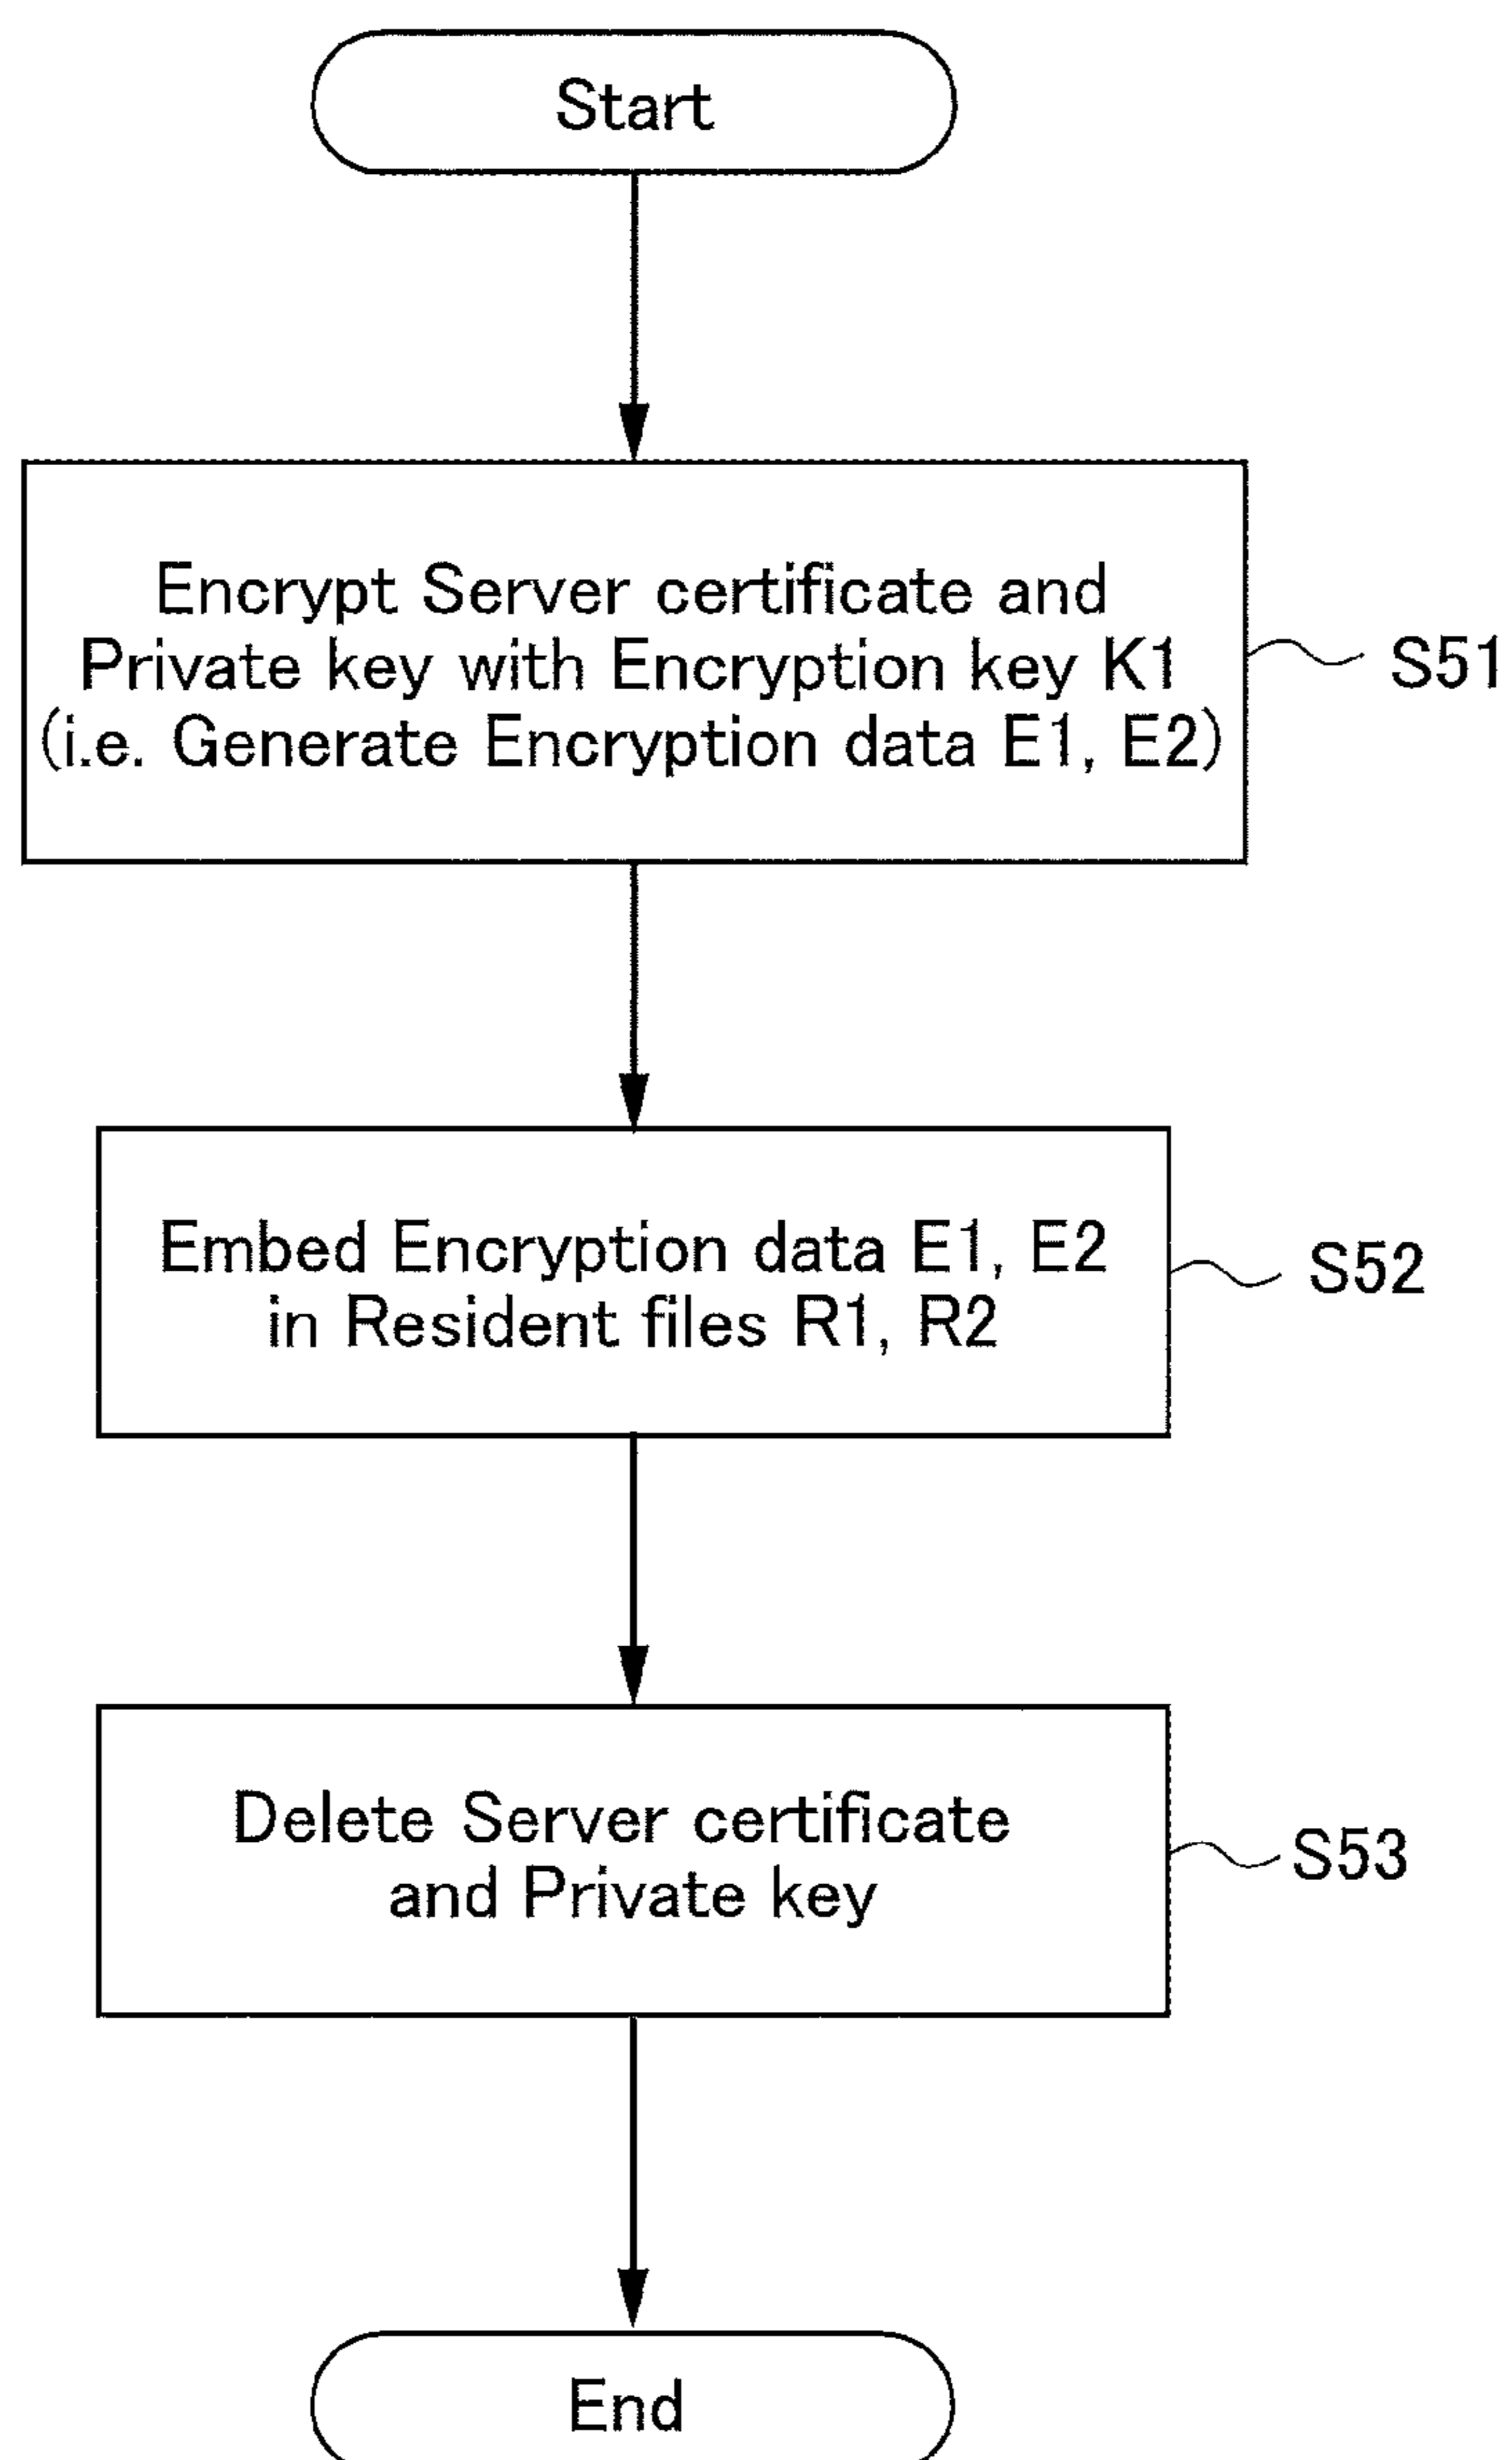 Start
Encrypt Server certificate and
Private key with Encryption key K1
(i.e. Generate Encryption data E1, E2)
S51
Embed Encryption data E1, E2
in Resident files R1, R2
S52
Delete Server certificate
and Private key
S53
End